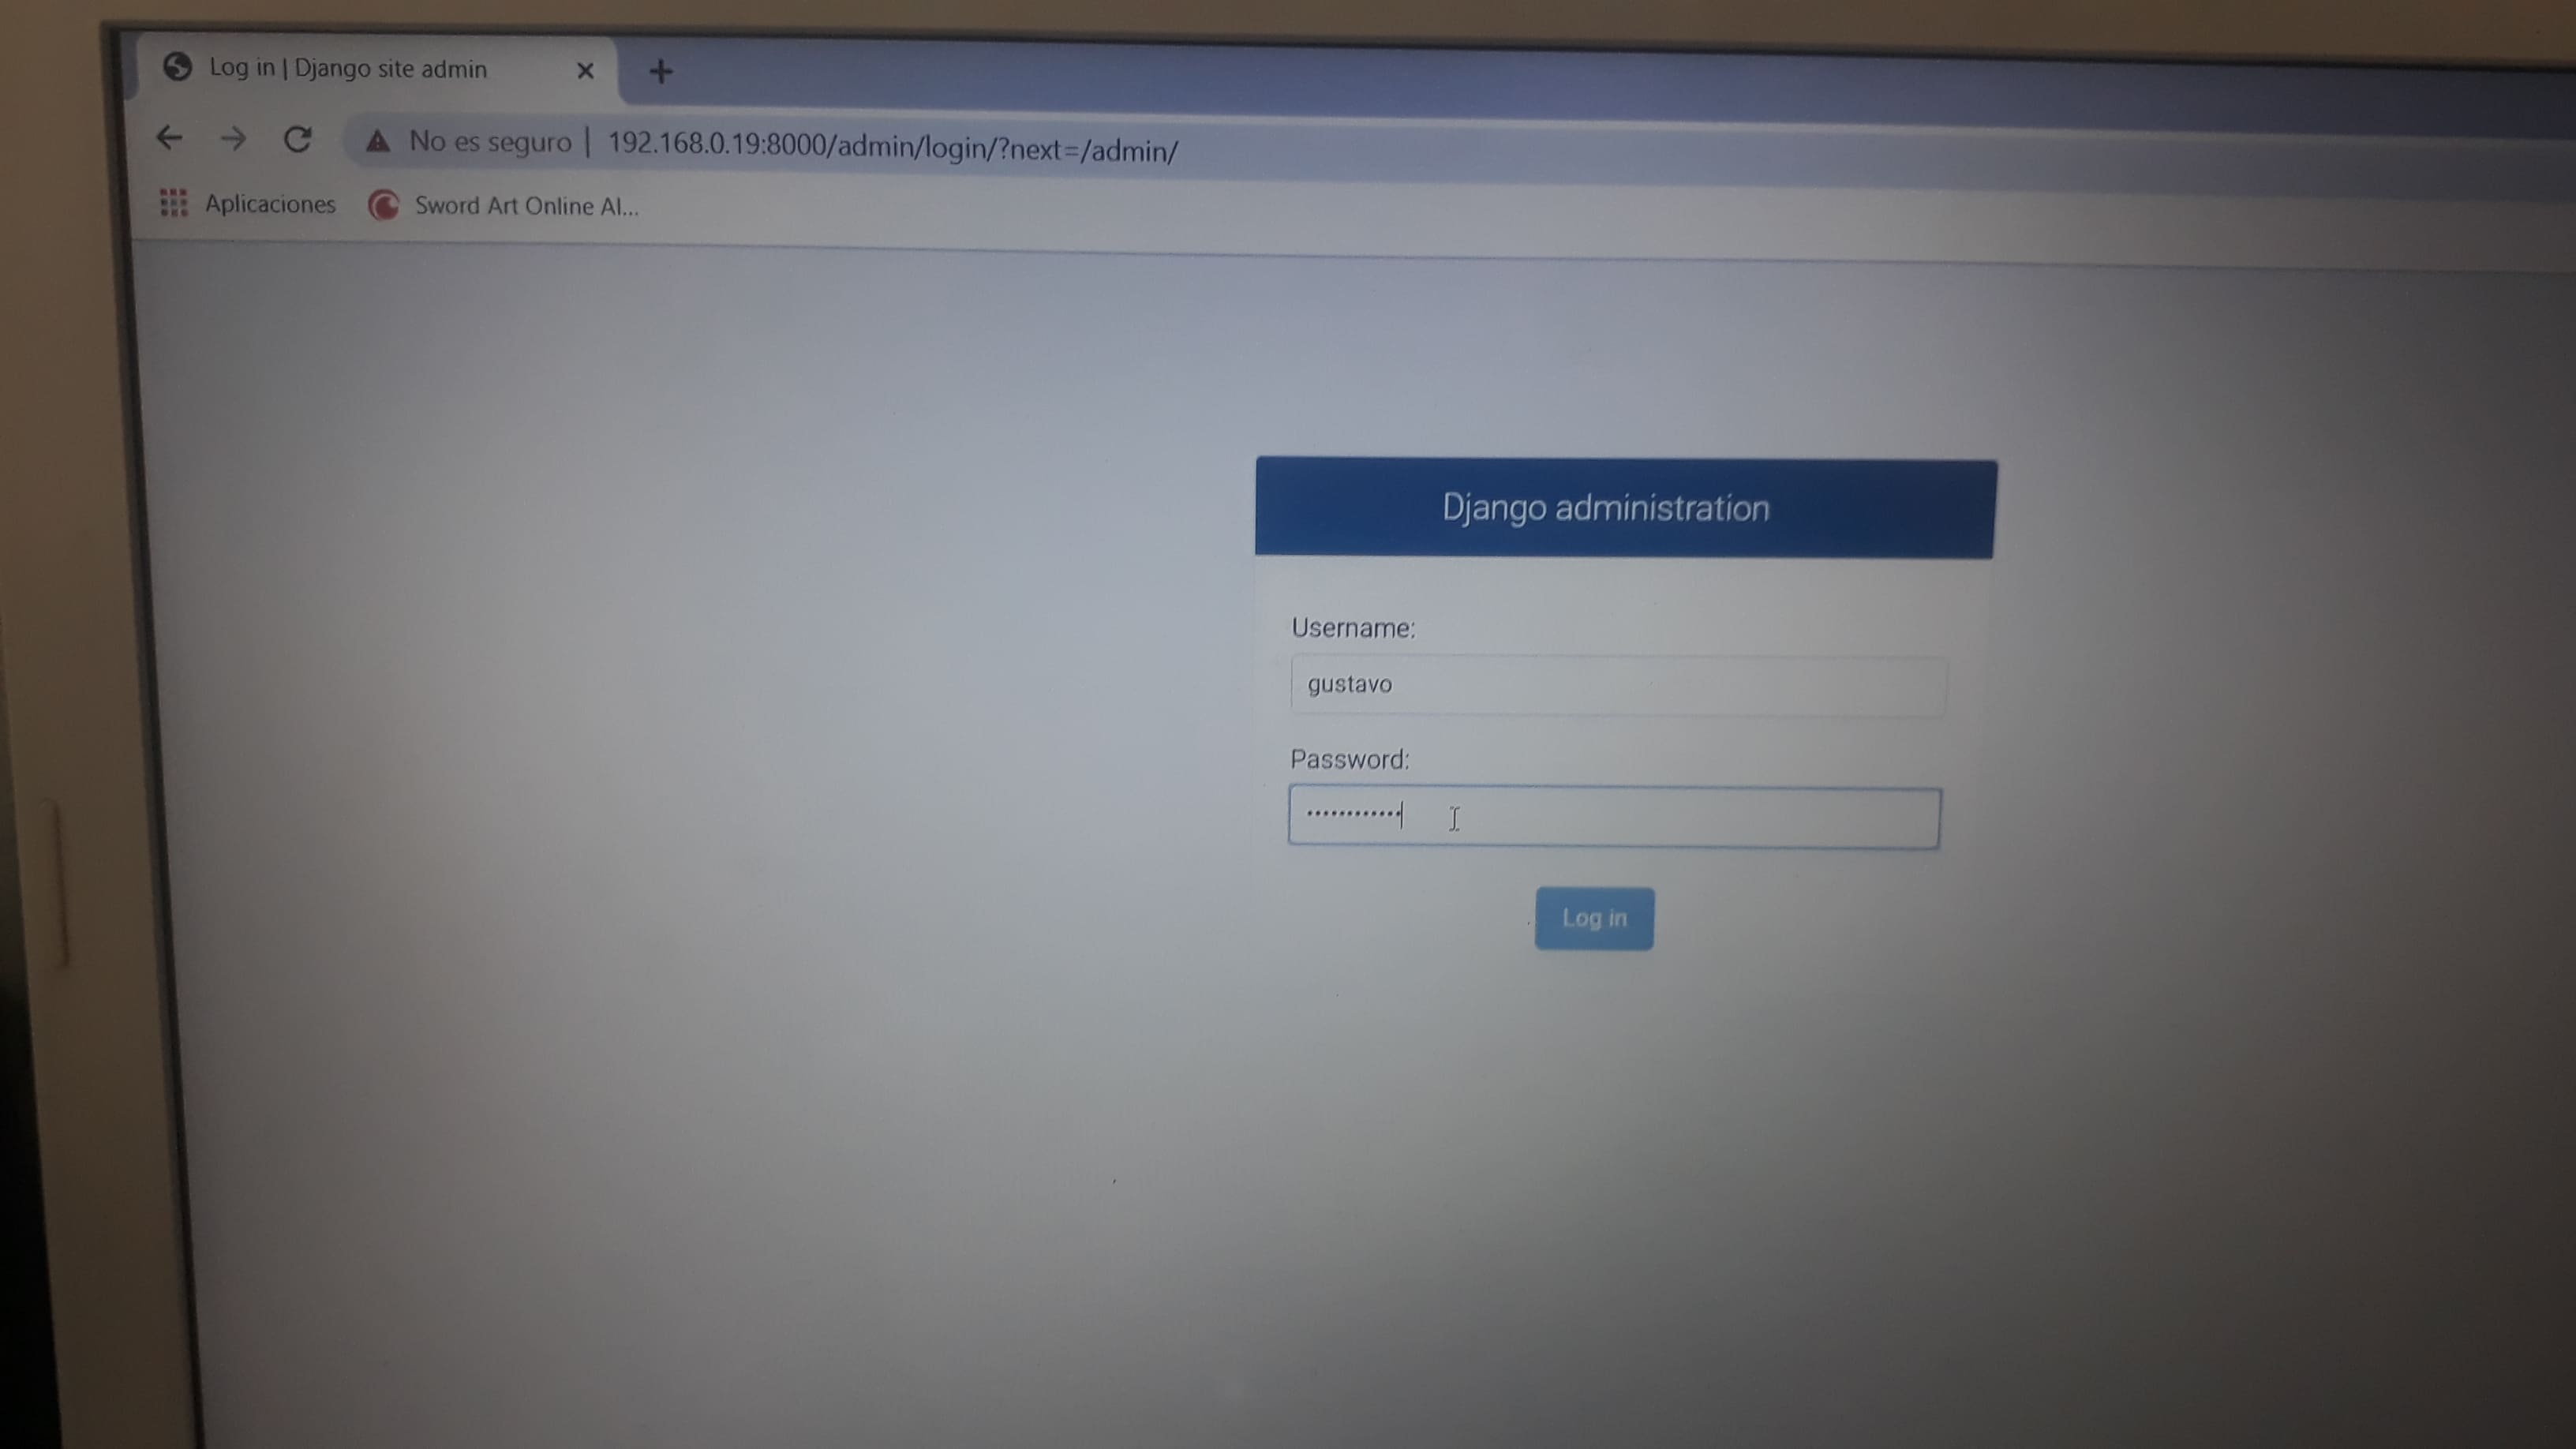 Log in | Django site admin
No es seguro | 192.168.0.19:8000/admin/login/?next=/admin/
Aplicaciones
Sword Art Online Al...
Django administration
Username:
gustavo
Password:
••••••••••••
Log in